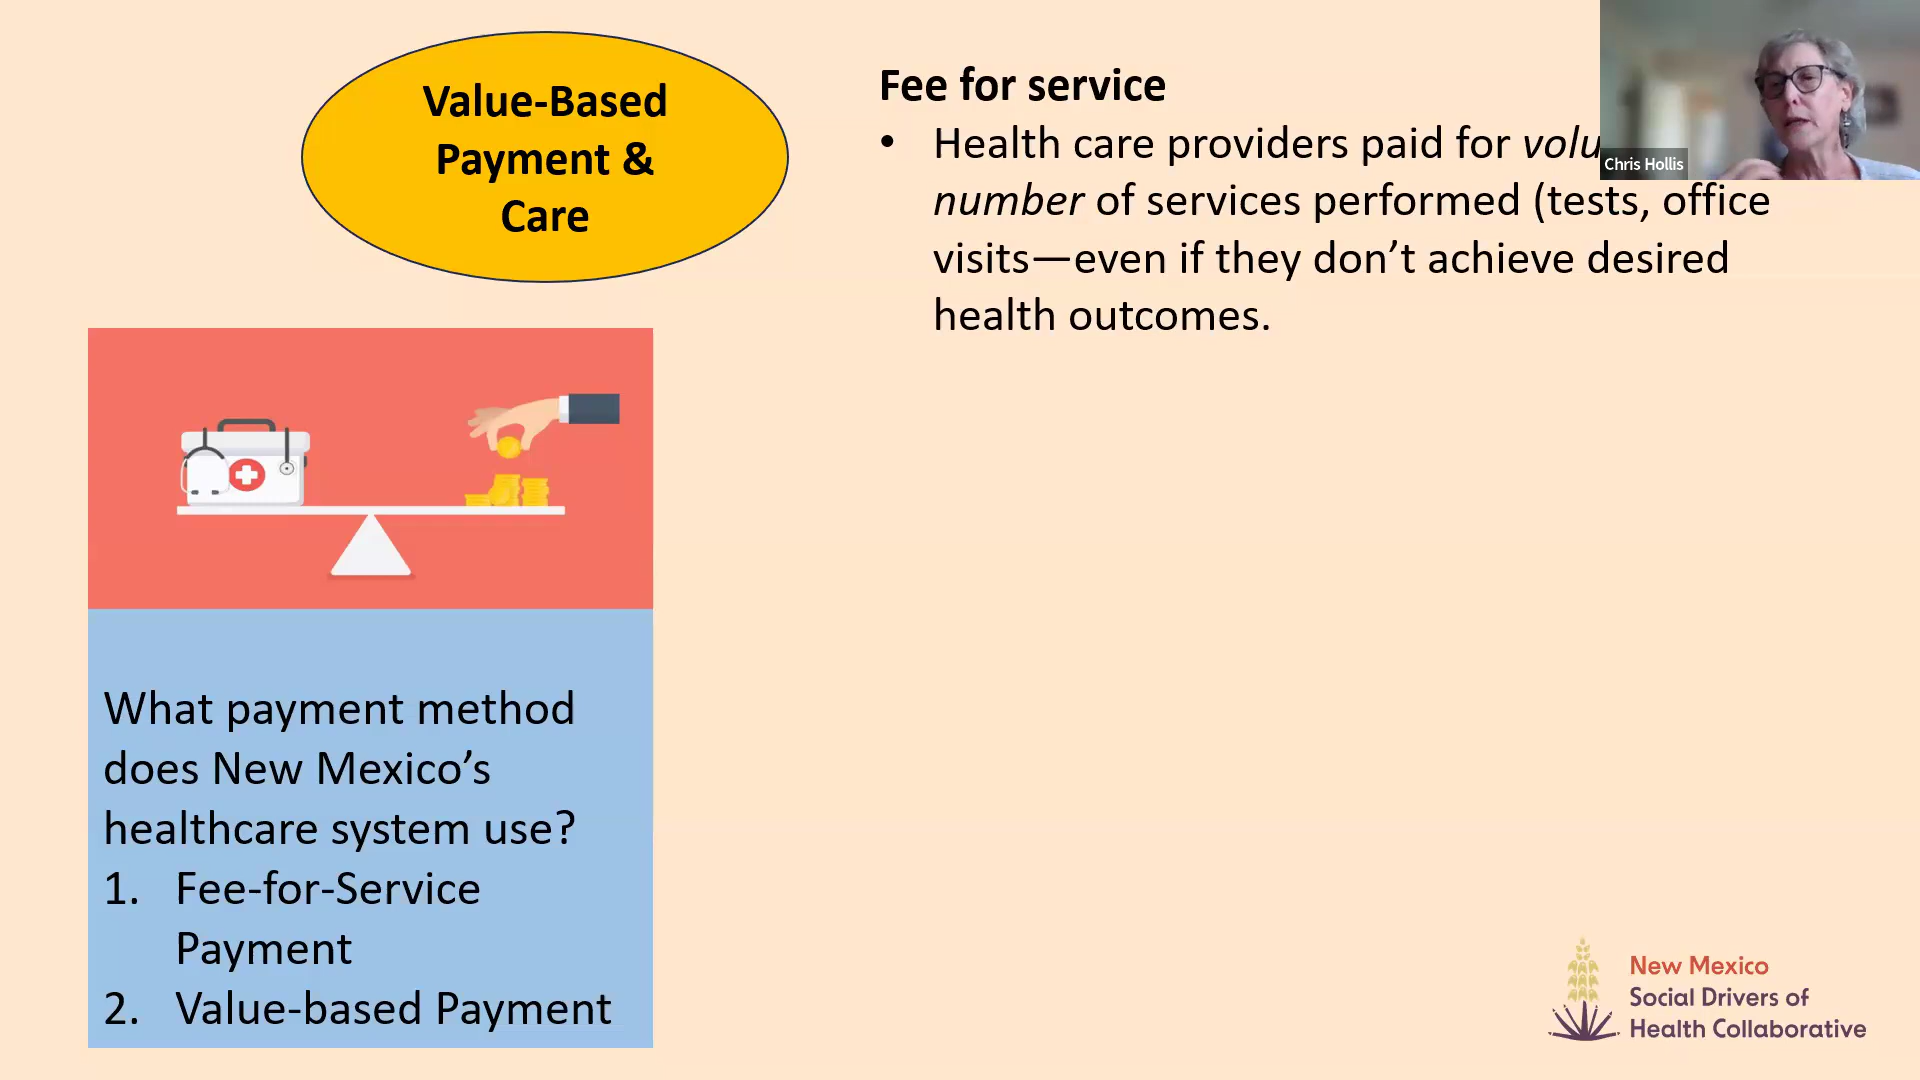 Value-Based
Payment &
Care
Fee for service
• Health care providers paid for
number of services performed (tests, office
visits—even if they don’t achieve desired
health outcomes.
Chris Hollis
What payment method
does New Mexico’s
healthcare system use?
1. Fee-for-Service
Payment
2. Value-based Payment
New Mexico
Social Drivers of
Health Collaborative